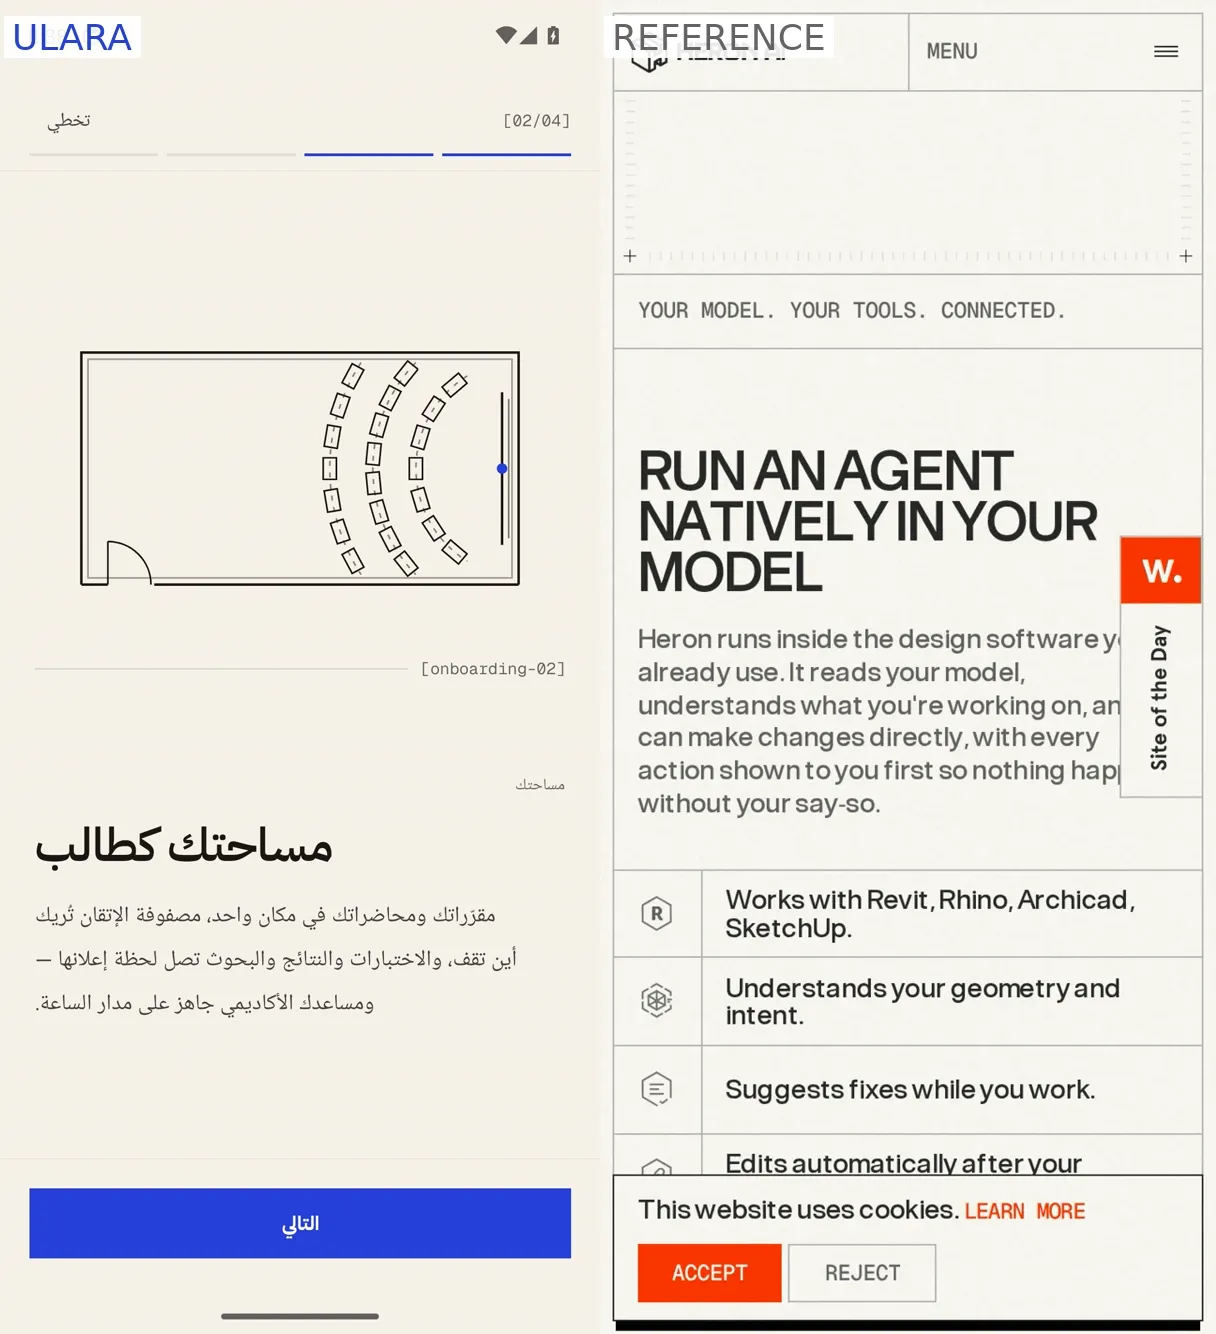 ULARA
تخطي
[02/04]
[onboarding-02]
مساحتك
مساحتك كطالب
مقرّراتك ومحاضراتك في مكان واحد، مصفوفة الإتقان تُريك
أين تقف، والاختبارات والنتائج والبحوث تصل لحظة إعلانها —
ومساعدك الأكاديمي جاهز على مدار الساعة.
التالي
REFERENCE
MENU
YOUR MODEL. YOUR TOOLS. CONNECTED.
RUN AN AGENT
NATIVELY IN YOUR
MODEL
Heron runs inside the design software
already use. It reads your model,
understands what you're working on,
can make changes directly, with every
action shown to you first so nothing
without your say-so.
W.
Site of the Day
R
Works with Revit, Rhino, Archicad,
SketchUp.
Understands your geometry and
intent.
Suggests fixes while you work.
Edits automatically after your
This website uses cookies. LEARN MORE
ACCEPT
REJECT